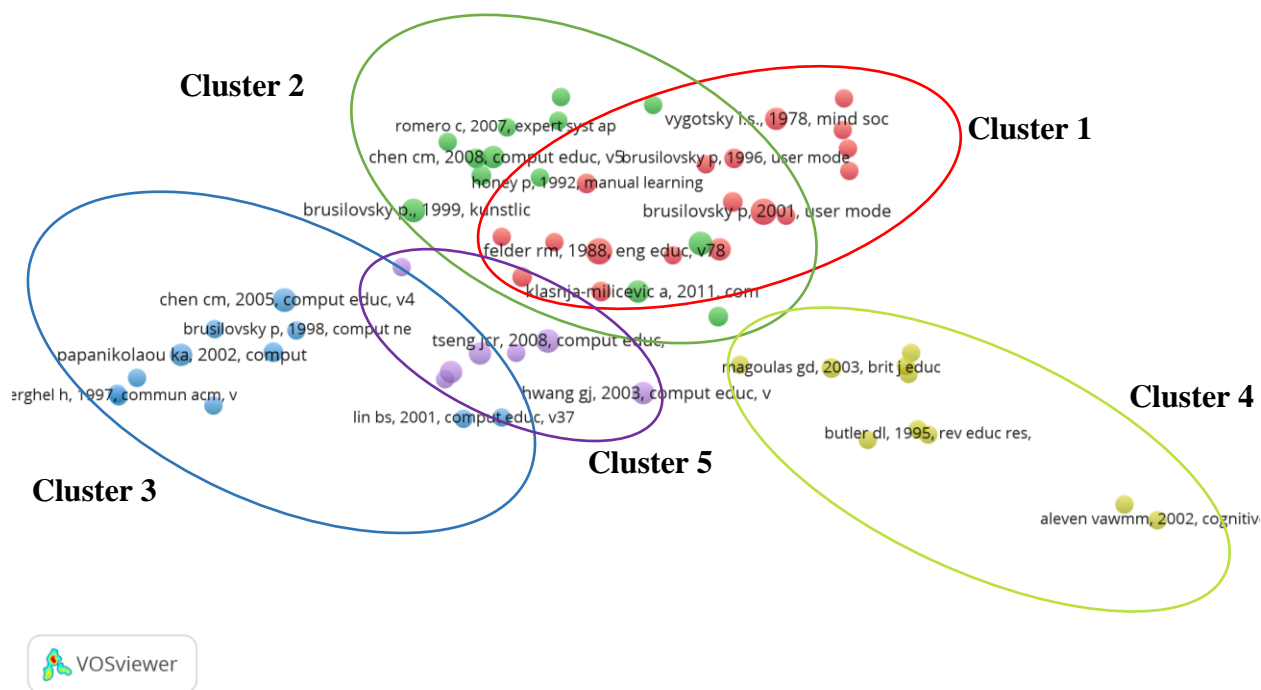 Cluster 2
Cluster 1
romero c, 2007, expert syst ap
vygotsky l.s., 1978, mind soc
chen cm, 2008, comput educ, v5
brusilovsky p, 1996, user mode
honey p, 1992, manual learning
brusilovsky p., 1999, kunstlic
brusilovsky p, 2001, user mode
felder rm, 1988, eng educ, v78
klasnja-milicevic a, 2011, com
chen cm, 2005, comput educ, v4
brusilovsky p, 1998, comput ne
tseng jcr, 2008, comput educ,
papanikolaou ka, 2002, comput
magoulas gd, 2003, brit j educ
erghel h, 1997, commun acm, v
hwang gj, 2003, comput educ, v
Cluster 4
lin bs, 2001, comput educ, v37
butler dl, 1995, rev educ res,
Cluster 5
Cluster 3
aleven vawmm, 2002, cognitive
VOSviewer